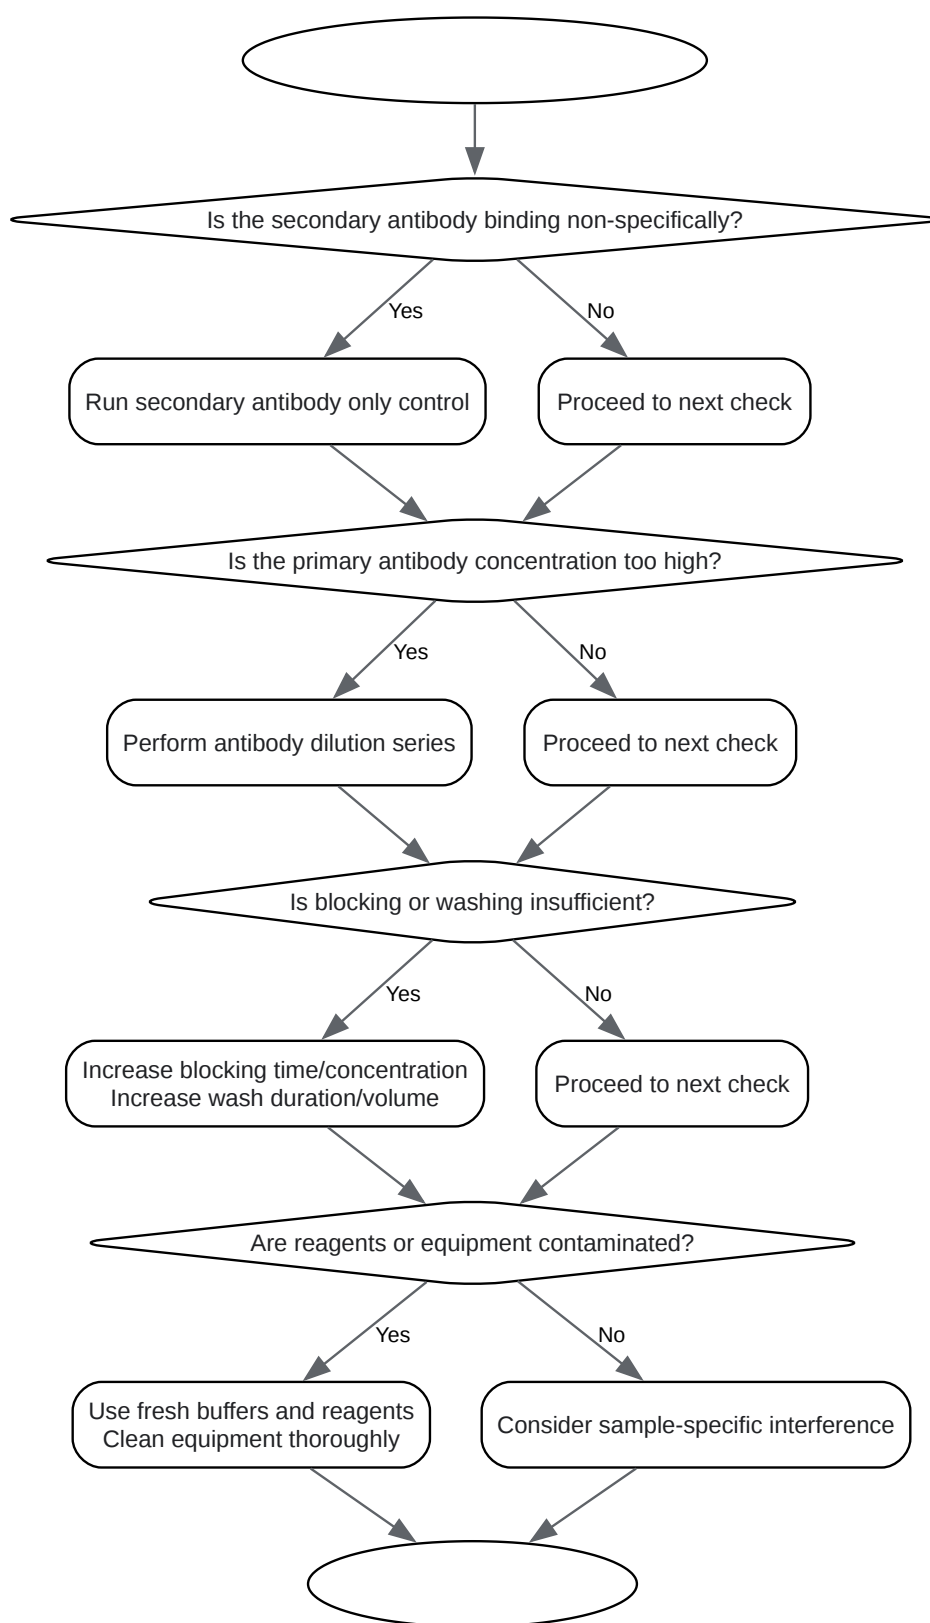 Is the secondary antibody binding non-specifically?
Yes
No
Run secondary antibody only control
Proceed to next check
Is the primary antibody concentration too high?
Yes
No
Perform antibody dilution series
Proceed to next check
Is blocking or washing insufficient?
Yes
No
Increase blocking time/concentration
Increase wash duration/volume
Proceed to next check
Are reagents or equipment contaminated?
Yes
No
Use fresh buffers and reagents
Clean equipment thoroughly
Consider sample-specific interference